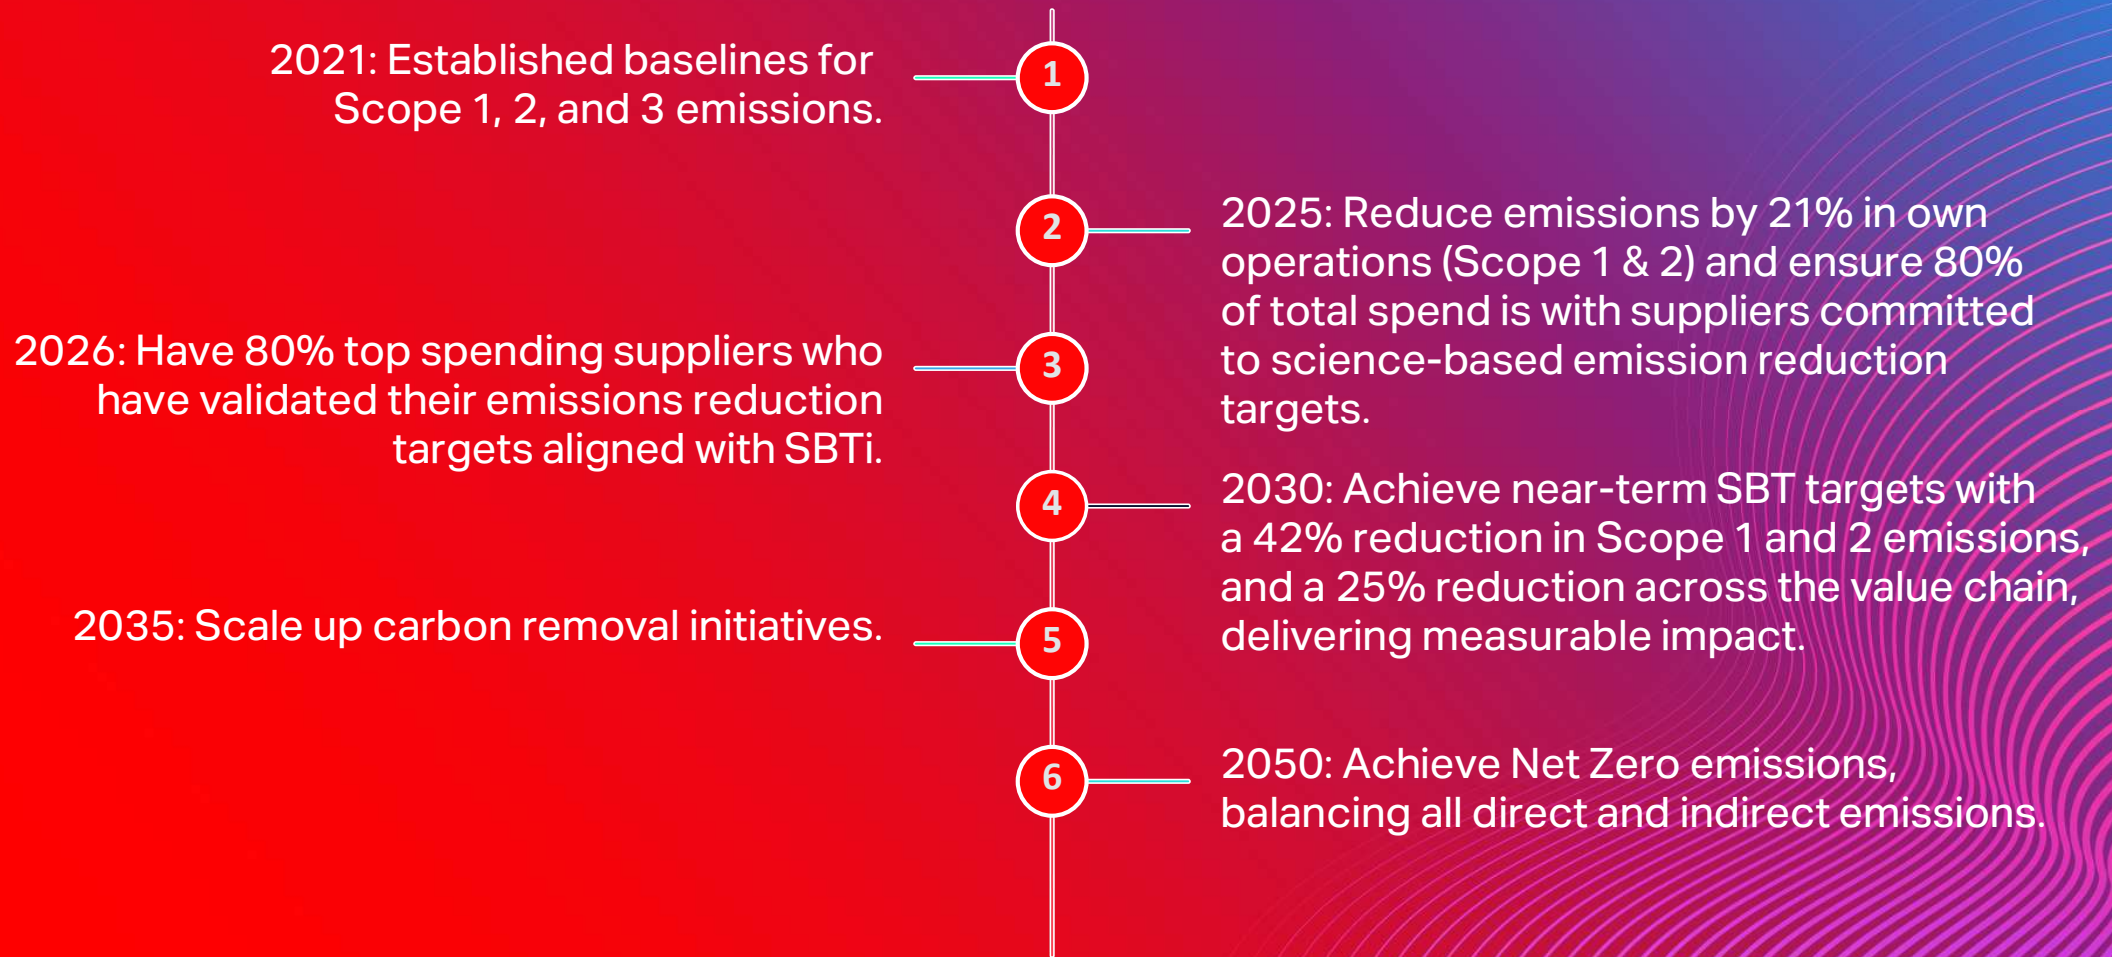 1
2021: Established baselines for
Scope 1, 2, and 3 emissions.
2
2025: Reduce emissions by 21% in own
operations (Scope 1 & 2) and ensure 80%
of total spend is with suppliers committed
to science-based emission reduction
targets.
3
2026: Have 80% top spending suppliers who
have validated their emissions reduction
targets aligned with SBTi.
4
2030: Achieve near-term SBT targets with
a 42% reduction in Scope 1 and 2 emissions,
and a 25% reduction across the value chain,
delivering measurable impact.
5
2035: Scale up carbon removal initiatives.
6
2050: Achieve Net Zero emissions,
balancing all direct and indirect emissions.